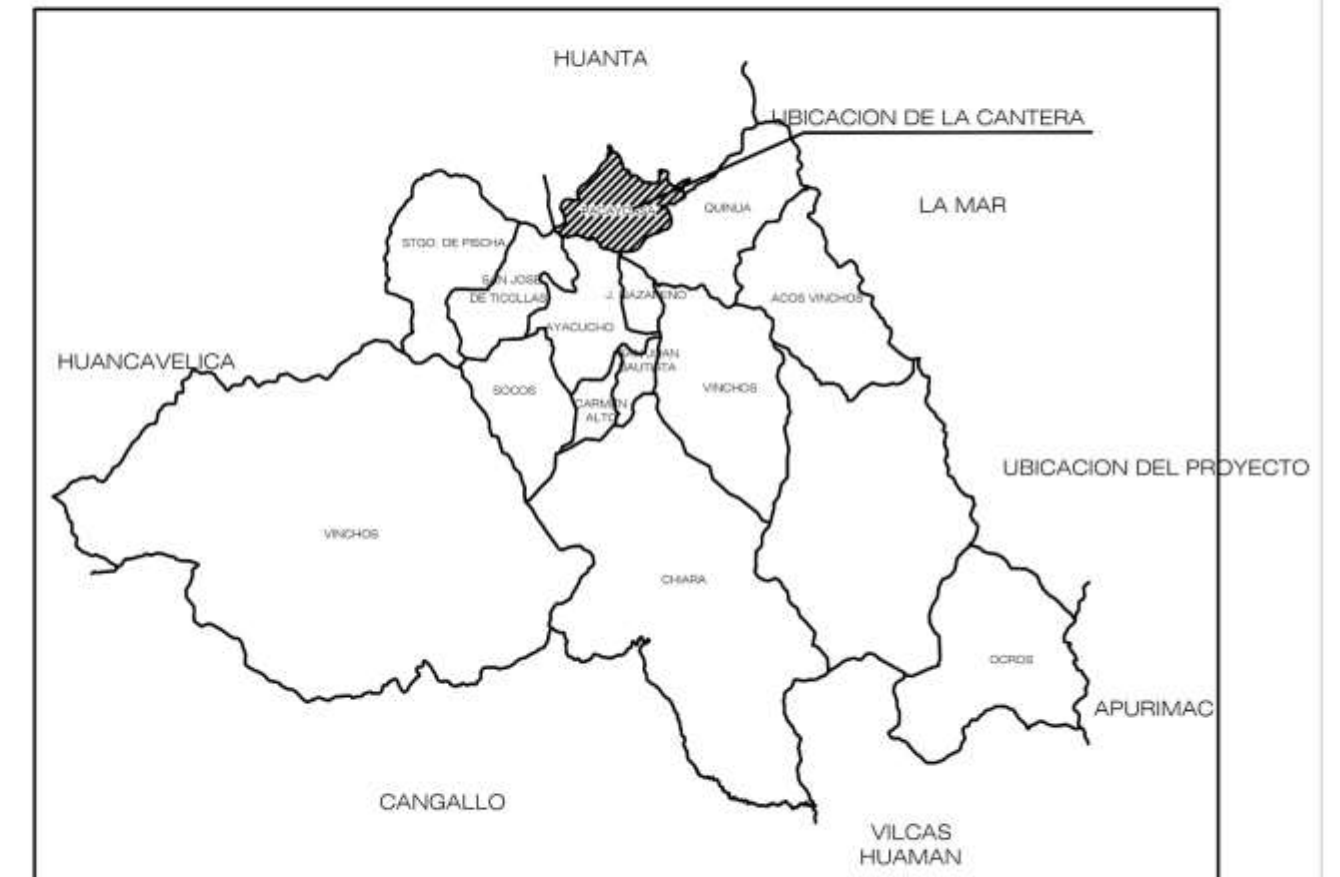 HUANTA
UBICACION DE LA CANTERA
LA MAR
QUINUA
STGO. DE PISCHA
SAN JOSE
DE TICLLAS
J. NAZARENO
ACOS VINCHOS
AYACUCHO
HUANCAVELICA
SAN JUAN
BAUTISTA
SOCOS
VINCHOS
CARMEN
ALTO
UBICACION DEL PROYECTO
VINCHOS
CHIARA
OCROS
APURIMAC
CANGALLO
VILCAS
HUAMAN